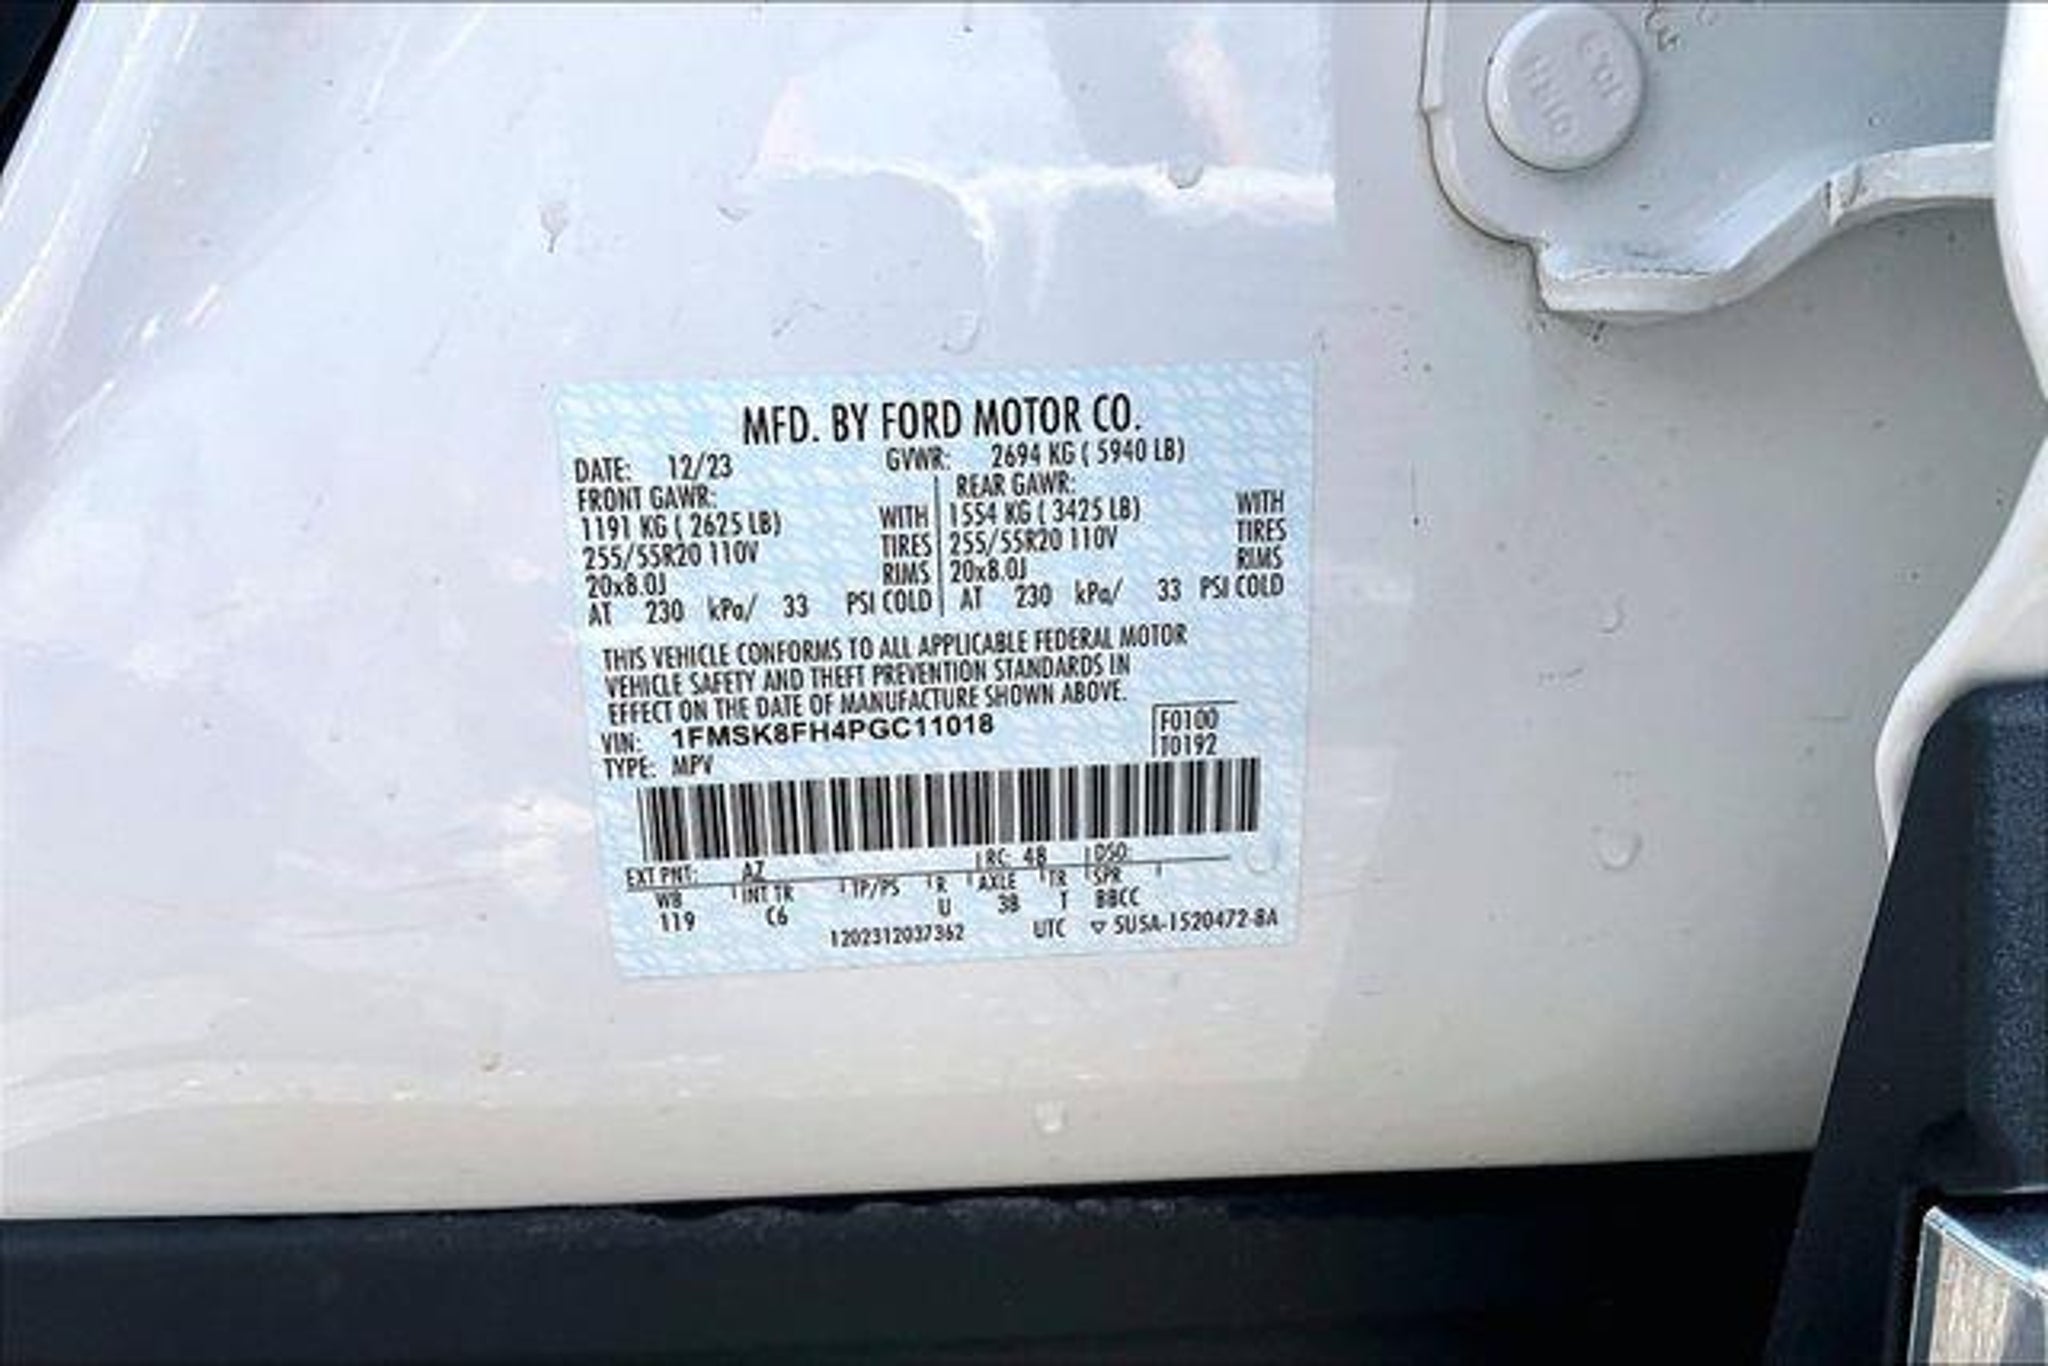 MFD. BY FORD MOTOR CO.
DATE: 12/23 GVWR: 2694 KG ( 5940 LB)
FRONT GAWR: REAR GAWR:
1191 KG ( 2625 LB) WITH 1554 KG ( 3425 LB) WITH
255/55R20 110V TIRES 255/55R20 110V TIRES
20x8.0J RIMS 20x8.0J RIMS
AT 230 kPa/ 33 PSI COLD AT 230 kPa/ 33 PSI COLD
THIS VEHICLE CONFORMS TO ALL APPLICABLE FEDERAL MOTOR
VEHICLE SAFETY AND THEFT PREVENTION STANDARDS IN
EFFECT ON THE DATE OF MANUFACTURE SHOWN ABOVE.
VIN: 1FMSK8FH4PGC11018 F0100
TYPE: MPV T0192
EXT PNT: AZ RC: 48 DSO
WB INT TR TP/PS R AXLE TR SPR
119 C6 U 3B T BBCC
1202312037362 UTC ▽ 5U5A-1520472-BA